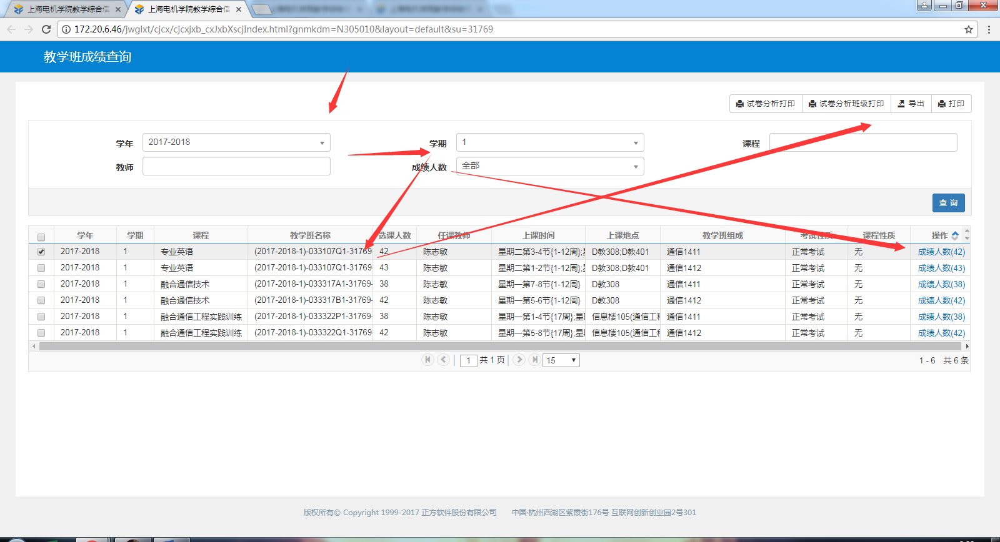 上海电机学院教学综合信
上海电机学院教学综合信
172.20.6.46/jwglxt/cjcx/cjcxjxb_cxJxbXscjIndex.html?gnmkdm=N305010&layout=default&su=31769
教学班成绩查询
试卷分析打印 试卷分析班级打印 导出 打印
学年 2017-2018 学期 1 课程
教师 成绩人数 全部
查 询
学年 学期 课程 教学班名称 选课人数 任课教师 上课时间 上课地点 教学班组成 考试性质 课程性质 操作
2017-2018 1 专业英语 (2017-2018-1)-033107Q1-31769- 42 陈志敏 星期二第3-4节{1-12周};星 D教308;D教401 通信1411 正常考试 无 成绩人数(42)
2017-2018 1 专业英语 (2017-2018-1)-033107Q1-31769- 43 陈志敏 星期二第1-2节{1-12周};星 D教308;D教401 通信1412 正常考试 无 成绩人数(43)
2017-2018 1 融合通信技术 (2017-2018-1)-033317A1-31769- 38 陈志敏 星期一第7-8节{1-12周} D教308 通信1411 正常考试 无 成绩人数(38)
2017-2018 1 融合通信技术 (2017-2018-1)-033317B1-31769- 42 陈志敏 星期一第5-6节{1-12周} D教308 通信1412 正常考试 无 成绩人数(42)
2017-2018 1 融合通信工程实践训练 (2017-2018-1)-033322P1-31769- 38 陈志敏 星期一第1-4节{17周};星 信息楼105(通信工程 通信1411 正常考试 无 成绩人数(38)
2017-2018 1 融合通信工程实践训练 (2017-2018-1)-033322Q1-31769- 42 陈志敏 星期一第5-8节{17周};星 信息楼105(通信工程 通信1412 正常考试 无 成绩人数(42)
1 共 1 页 15 1 - 6 共 6 条
版权所有© Copyright 1999-2017 正方软件股份有限公司 中国·杭州西湖区紫霞街176号 互联网创新创业园2号301